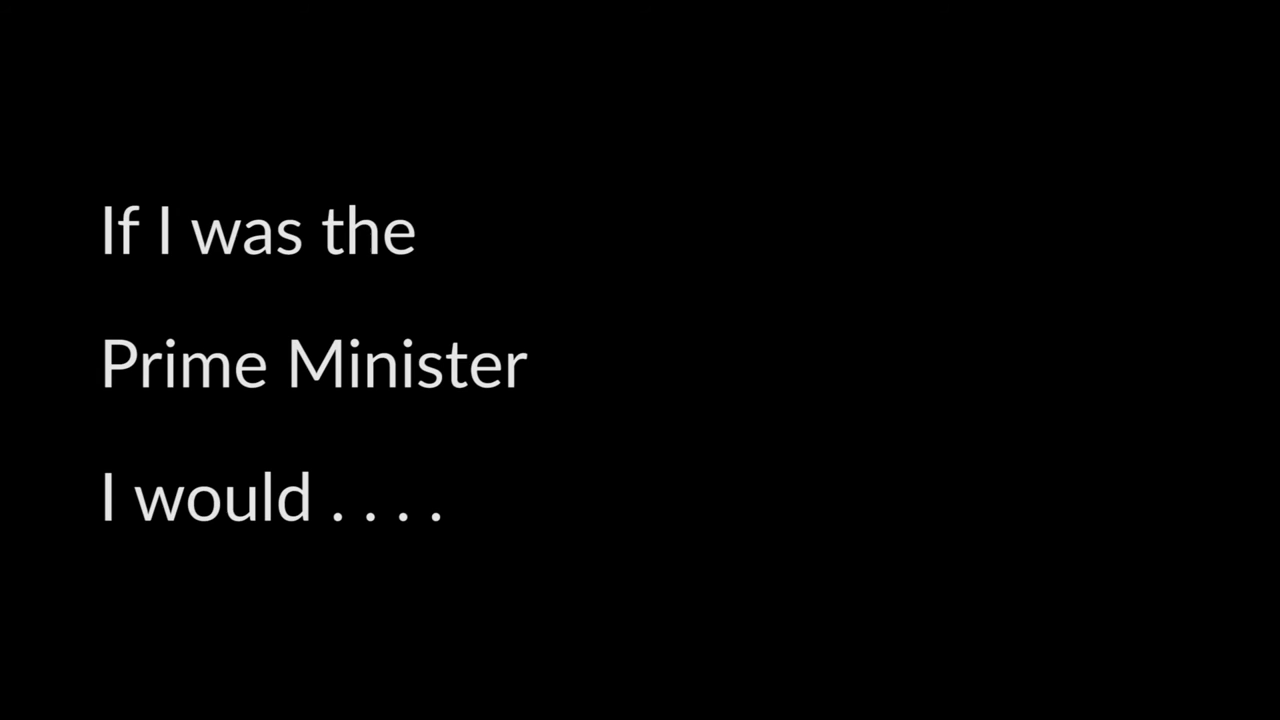 If I was the
Prime Minister
I would . . . .